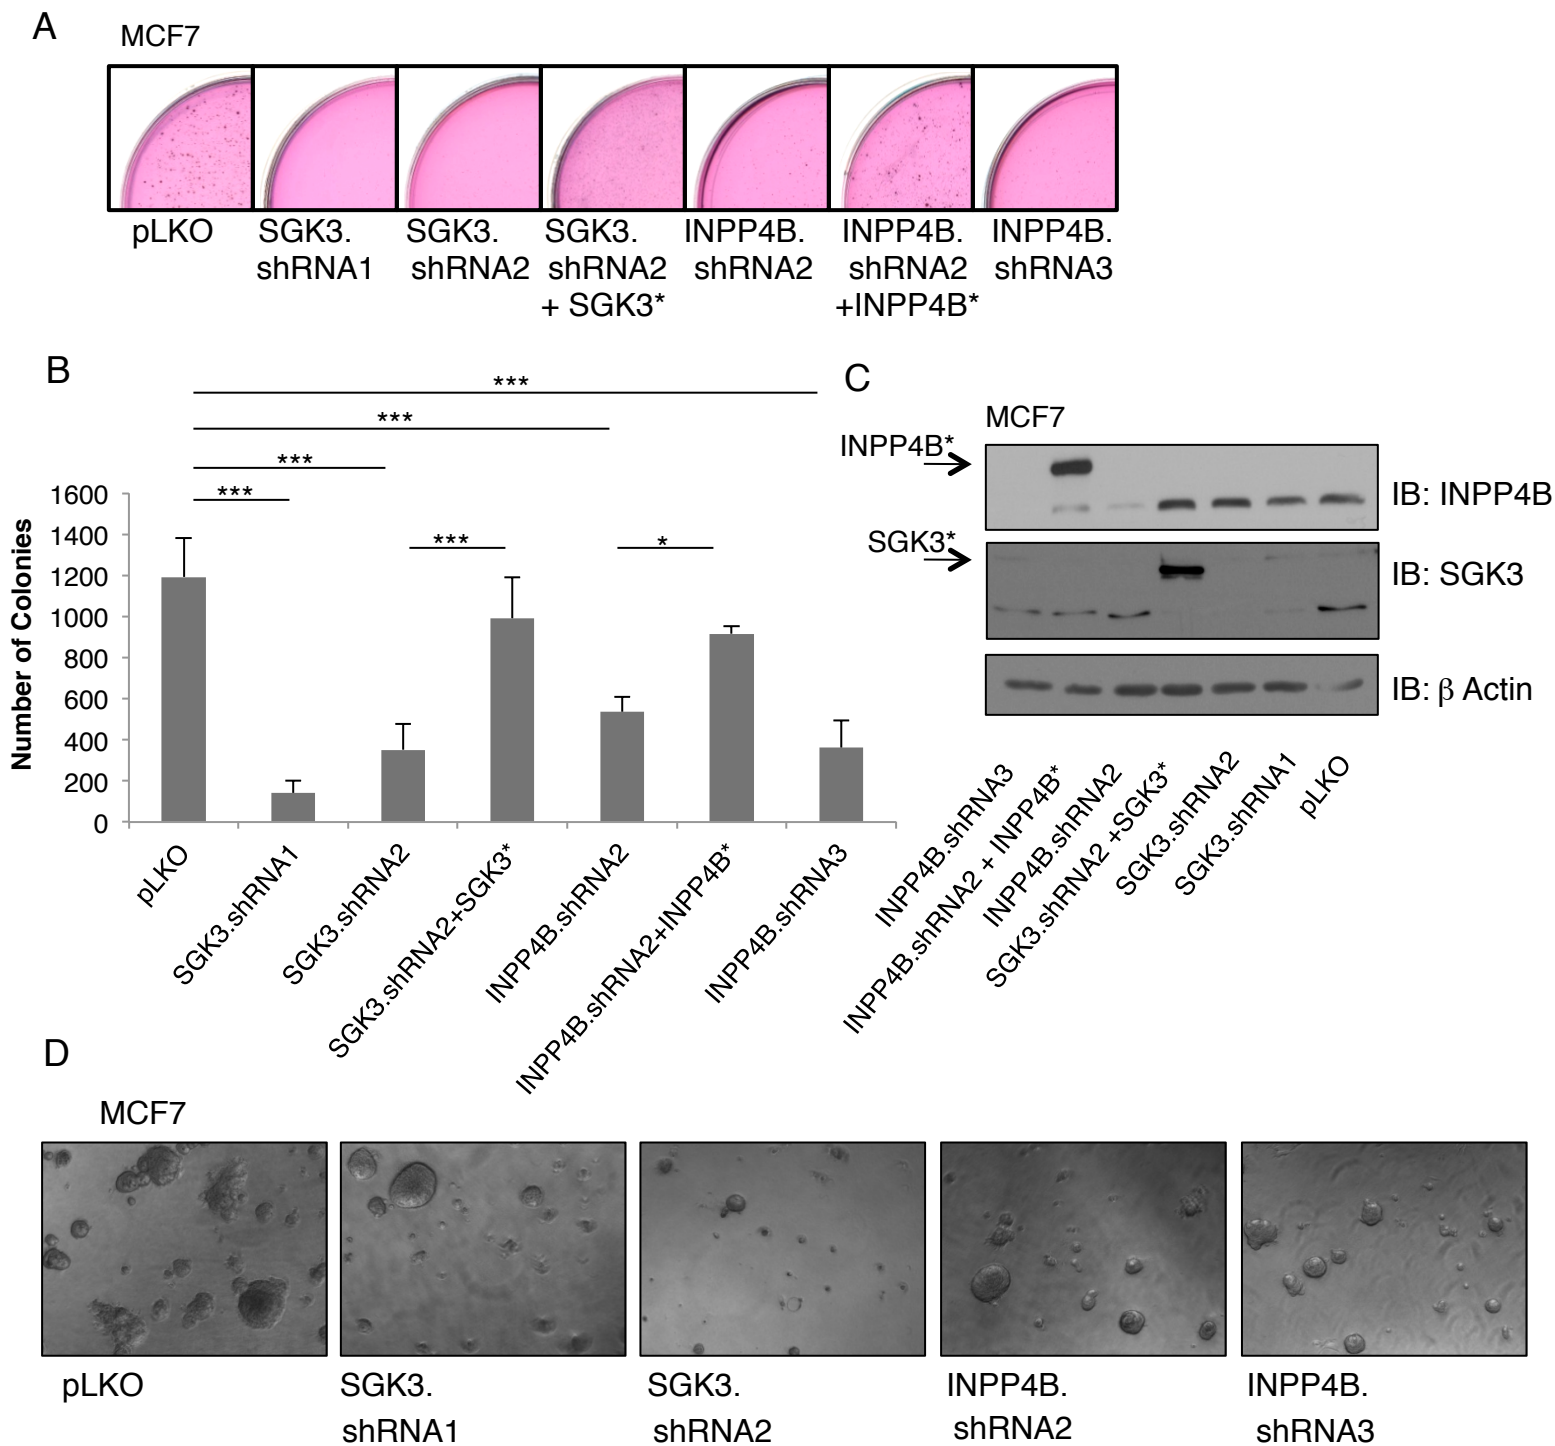 A
MCF7
pLKO
SGK3.
shRNA1
SGK3.
shRNA2
SGK3.
shRNA2
+ SGK3*
INPP4B.
shRNA2
INPP4B.
shRNA2
+INPP4B*
INPP4B.
shRNA3
B
***
***
***
***
***
*
Number of Colonies
1600
1400
1200
1000
800
600
400
200
0
pLKO
SGK3.shRNA1
SGK3.shRNA2
SGK3.shRNA2+SGK3*
INPP4B.shRNA2
INPP4B.shRNA2+INPP4B*
INPP4B.shRNA3
C
MCF7
INPP4B*
IB: INPP4B
SGK3*
IB: SGK3
IB: β Actin
INPP4B.shRNA3
INPP4B.shRNA2 + INPP4B*
INPP4B.shRNA2
SGK3.shRNA2 +SGK3*
SGK3.shRNA2
SGK3.shRNA1
pLKO
D
MCF7
pLKO
SGK3.
shRNA1
SGK3.
shRNA2
INPP4B.
shRNA2
INPP4B.
shRNA3